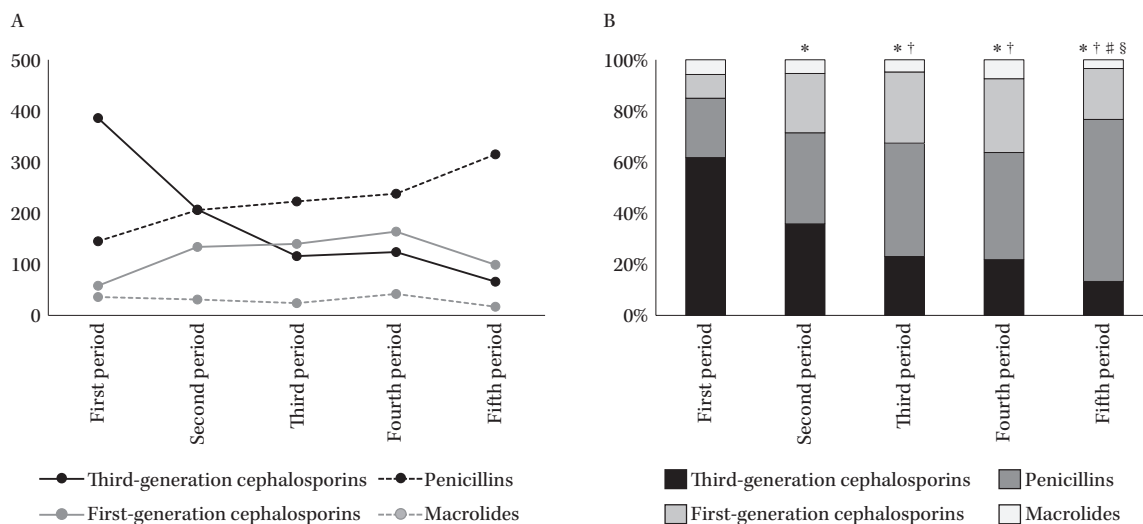 A
500
400
300
200
100
0
First period
Second period
Third period
Fourth period
Fifth period
Third-generation cephalosporins
Penicillins
First-generation cephalosporins
Macrolides
B
* * † * † * † # §
100%
80%
60%
40%
20%
0%
First period
Second period
Third period
Fourth period
Fifth period
Third-generation cephalosporins
Penicillins
First-generation cephalosporins
Macrolides